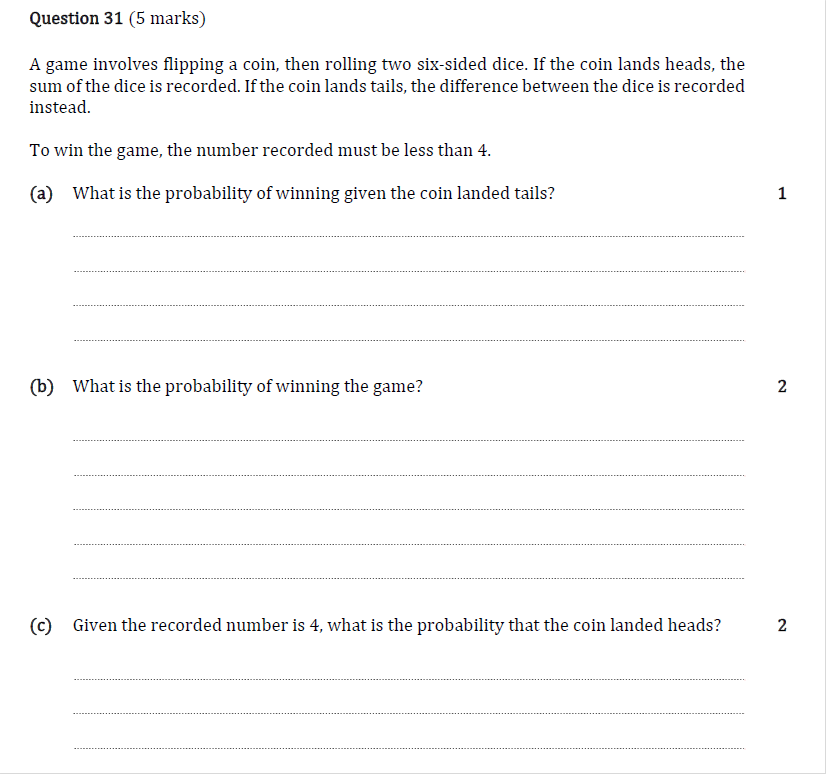 Question 31 (5 marks)
A game involves flipping a coin, then rolling two six-sided dice. If the coin lands heads, the
sum of the dice is recorded. If the coin lands tails, the difference between the dice is recorded
instead.
To win the game, the number recorded must be less than 4.
(a) What is the probability of winning given the coin landed tails? 1
(b) What is the probability of winning the game? 2
(c) Given the recorded number is 4, what is the probability that the coin landed heads? 2